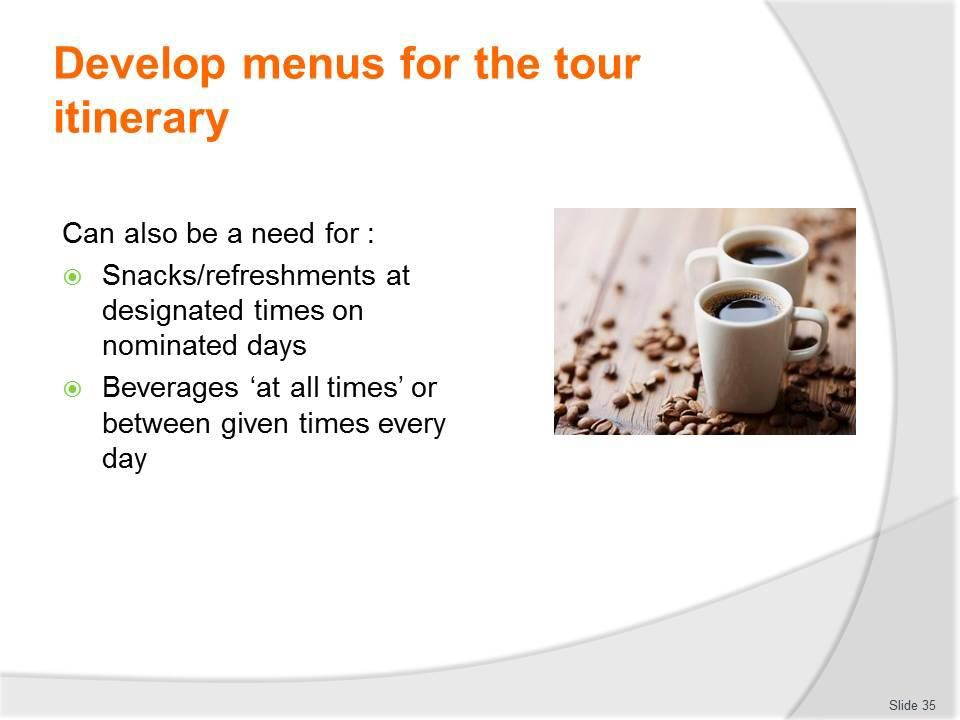 Develop menus for the tour
itinerary
Can also be a need for :
Snacks/refreshments at
designated times on
nominated days
Beverages ‘at all times’ or
between given times every
day
Slide 35